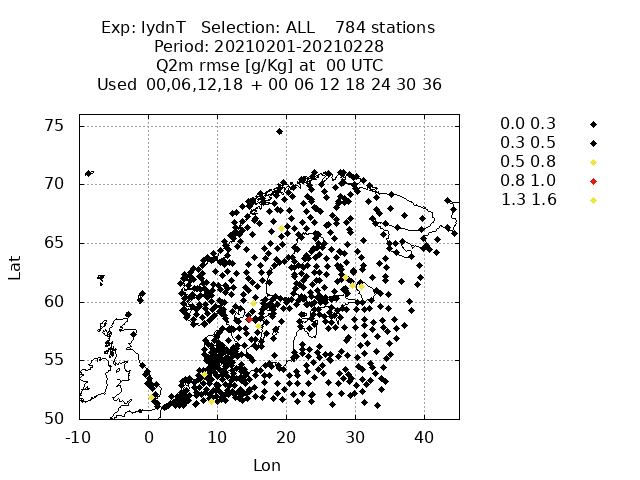 Exp: IydnT Selection: ALL 784 stations
Period: 20210201-20210228
Q2m rmse [g/Kg] at 00 UTC
Used 00,06,12,18 + 00 06 12 18 24 30 36
75
70
65
60
55
50
Lat
-10 0 10 20 30 40
Lon
0.0 0.3
0.3 0.5
0.5 0.8
0.8 1.0
1.3 1.6